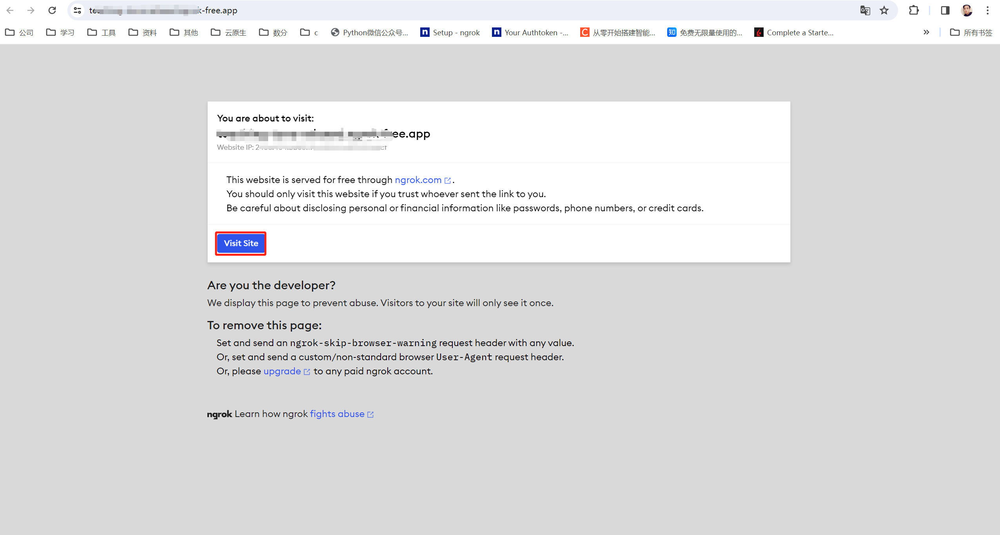 -free.app
公司 学习 工具 资料 其他 云原生 数分 c Python微信公众号... Setup - ngrok Your Authtoken -... 从零开始搭建智能... 免费无限量使用的... Complete a Starte... 所有书签
You are about to visit:
free.app
Website IP:
This website is served for free through ngrok.com.
You should only visit this website if you trust whoever sent the link to you.
Be careful about disclosing personal or financial information like passwords, phone numbers, or credit cards.
Visit Site
Are you the developer?
We display this page to prevent abuse. Visitors to your site will only see it once.
To remove this page:
Set and send an ngrok-skip-browser-warning request header with any value.
Or, set and send a custom/non-standard browser User-Agent request header.
Or, please upgrade to any paid ngrok account.
ngrok Learn how ngrok fights abuse